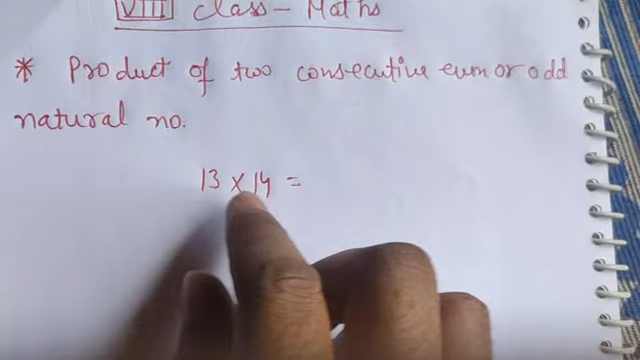 VIII class - Maths
* Product of two consecutive even or odd
natural no.
13 × 14 =